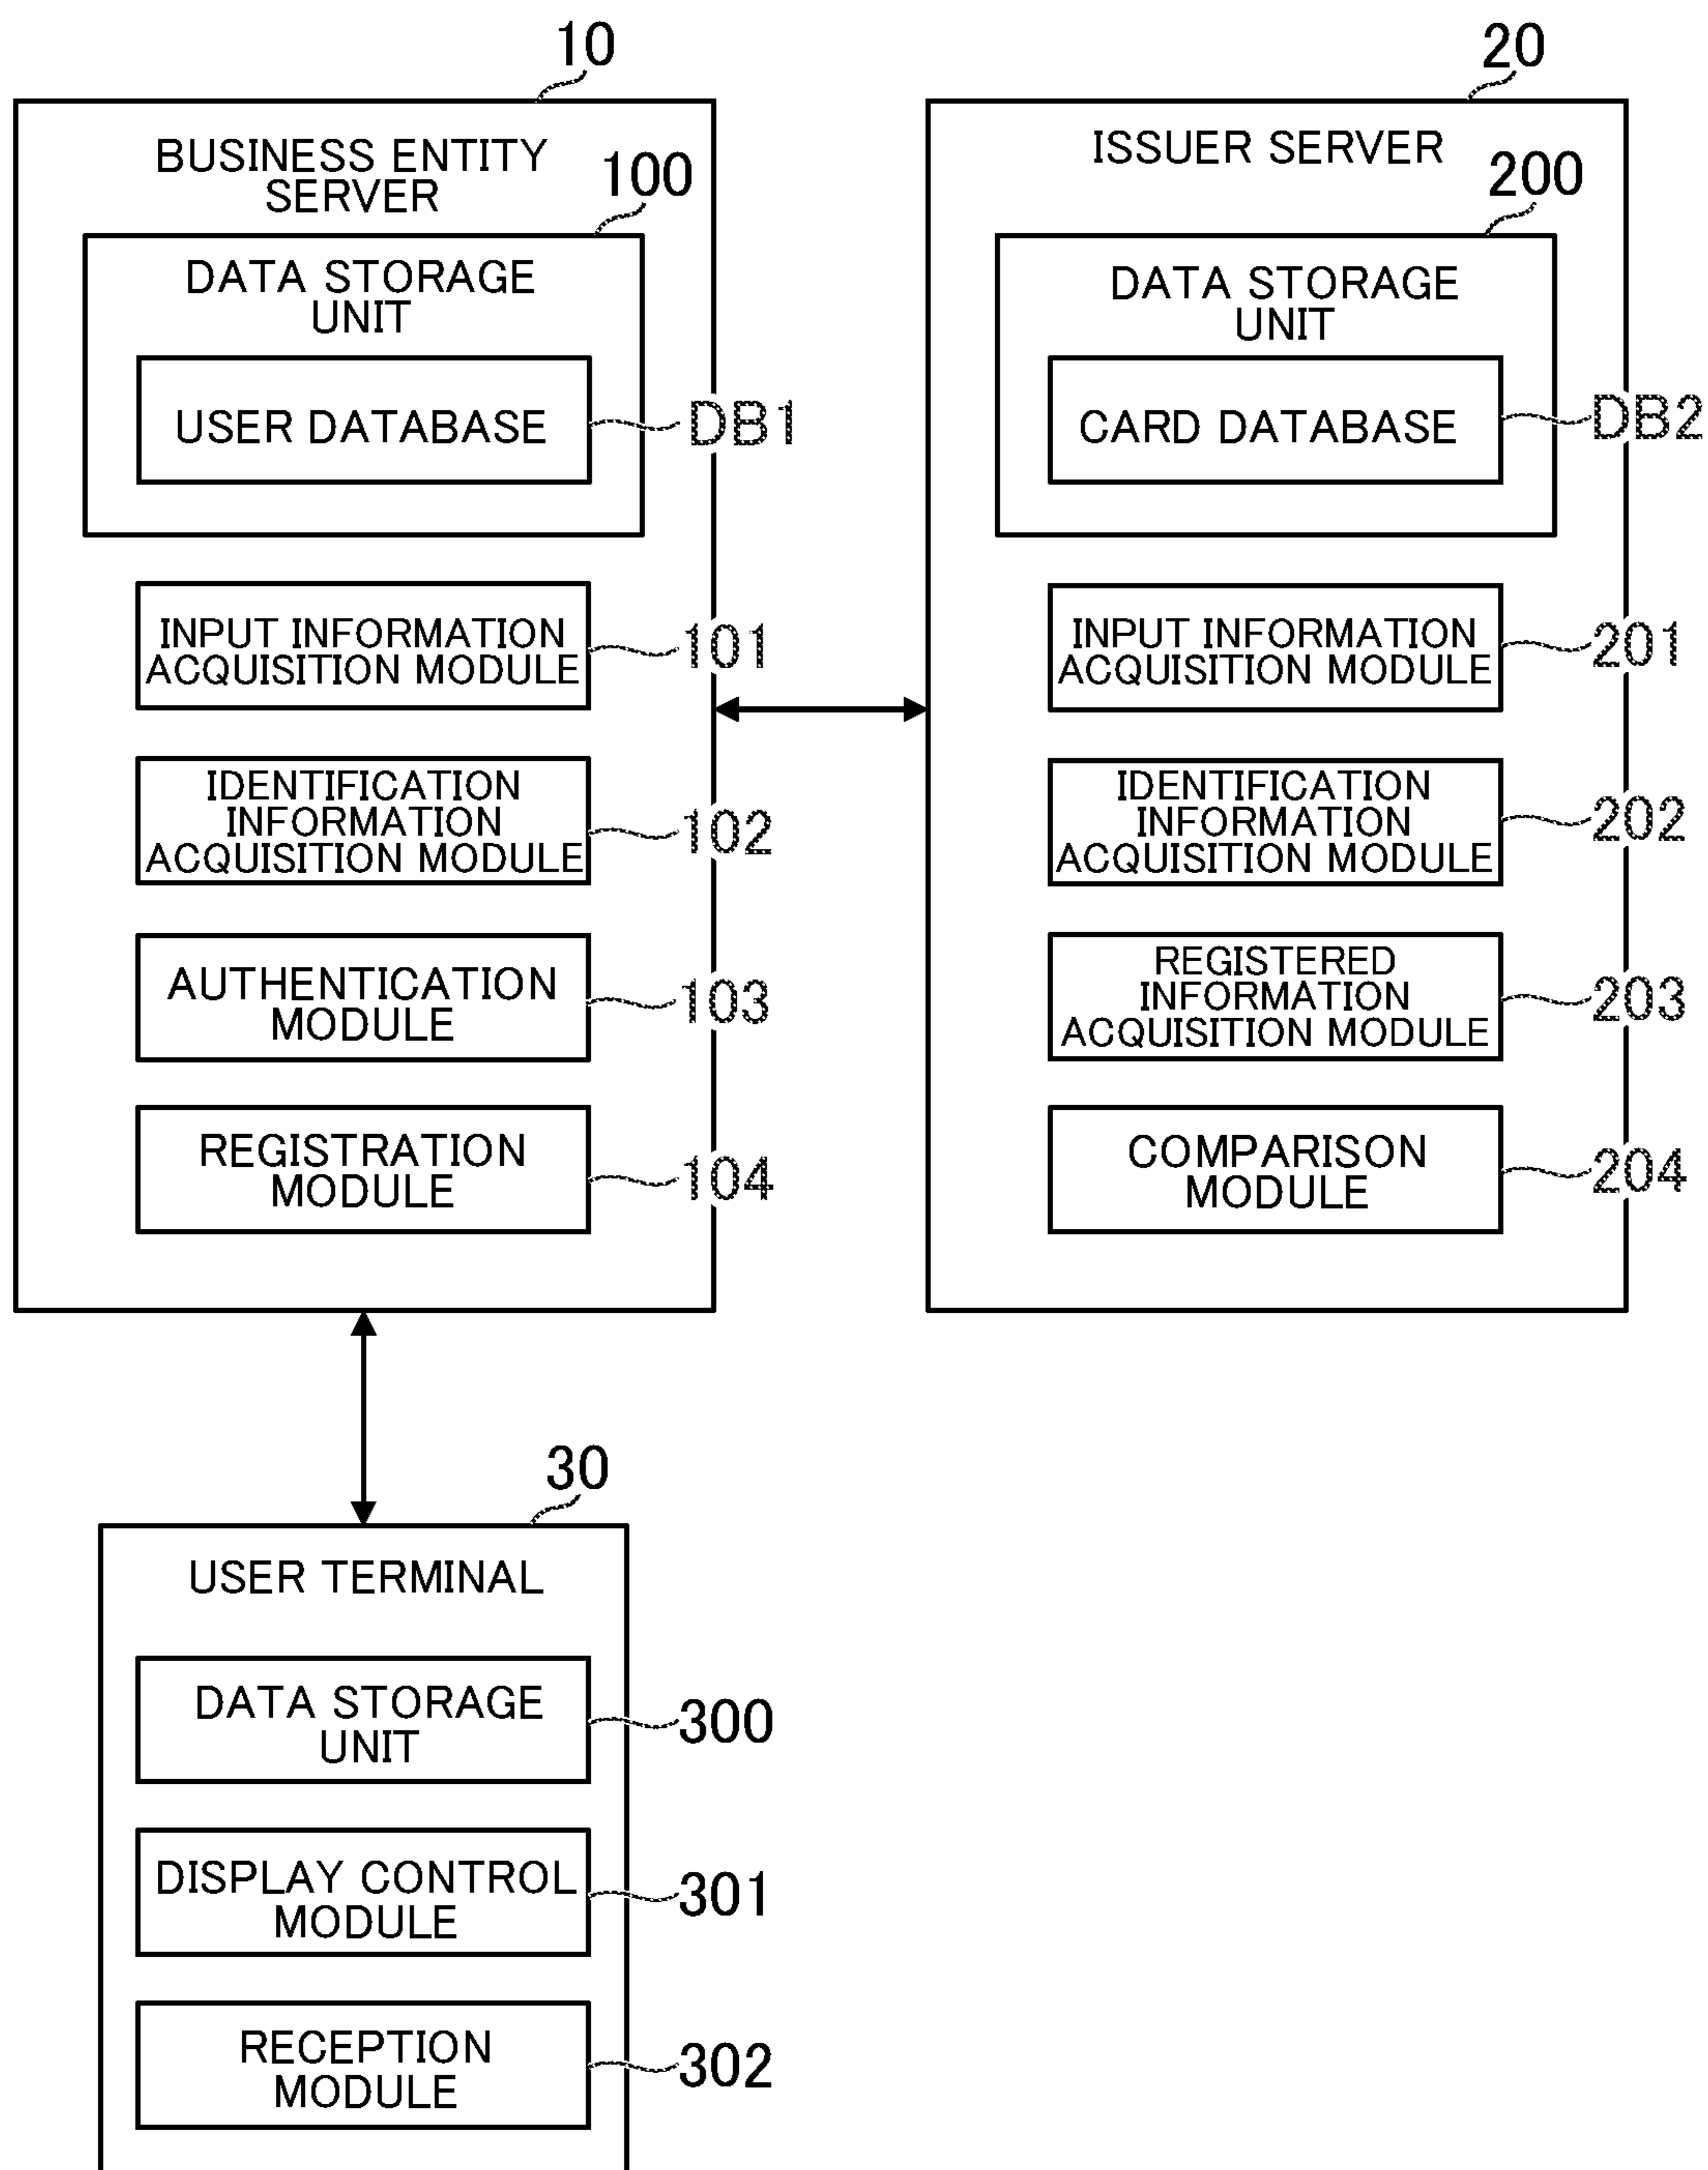 10
BUSINESS ENTITY
SERVER
100
DATA STORAGE
UNIT
USER DATABASE
DB1
INPUT INFORMATION
ACQUISITION MODULE
101
IDENTIFICATION
INFORMATION
ACQUISITION MODULE
102
AUTHENTICATION
MODULE
103
REGISTRATION
MODULE
104
20
ISSUER SERVER
200
DATA STORAGE
UNIT
CARD DATABASE
DB2
INPUT INFORMATION
ACQUISITION MODULE
201
IDENTIFICATION
INFORMATION
ACQUISITION MODULE
202
REGISTERED
INFORMATION
ACQUISITION MODULE
203
COMPARISON
MODULE
204
30
USER TERMINAL
DATA STORAGE
UNIT
300
DISPLAY CONTROL
MODULE
301
RECEPTION
MODULE
302